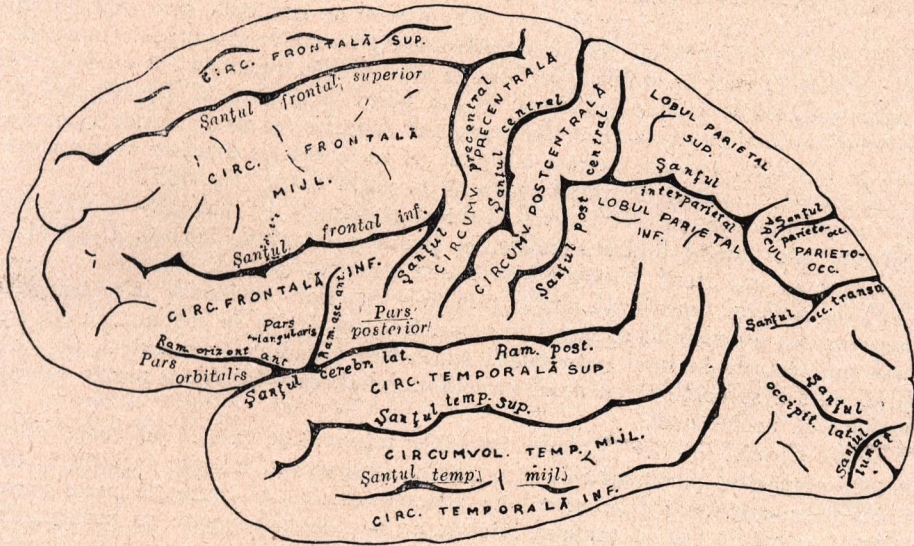 CIRC. FRONTALĂ SUP.
Şanţul frontal superior
CIRC. FRONTALĂ
MIJL.
Şanţul frontal inf.
CIRC. FRONTALĂ INF.
Pars
triangularis
Ram. asc. ant.
Pars
posterior
Ram. orizont ant
Pars
orbitalis
Şanţul cerebr. lat.
Ram. post.
Şanţul precentral
CIRCUMV. PRECENTRALĂ
Şanţul central
CIRCUMV. POSTCENTRALĂ
Şanţul post central
LOBUL PARIETAL
SUP.
Şanţul
interparietal
LOBUL PARIETAL
INF.
Şanţul
parieto-occ.
ARCUL
PARIETO-
OCC.
Şanţul occ. transv
Şanţul
occipit. lat.
Şanţul
lunat
CIRC. TEMPORALĂ SUP
Şanţul temp. sup.
CIRCUMVOL. TEMP. MIJL.
Şanţul temp. mijl.
CIRC. TEMPORALĂ INF.